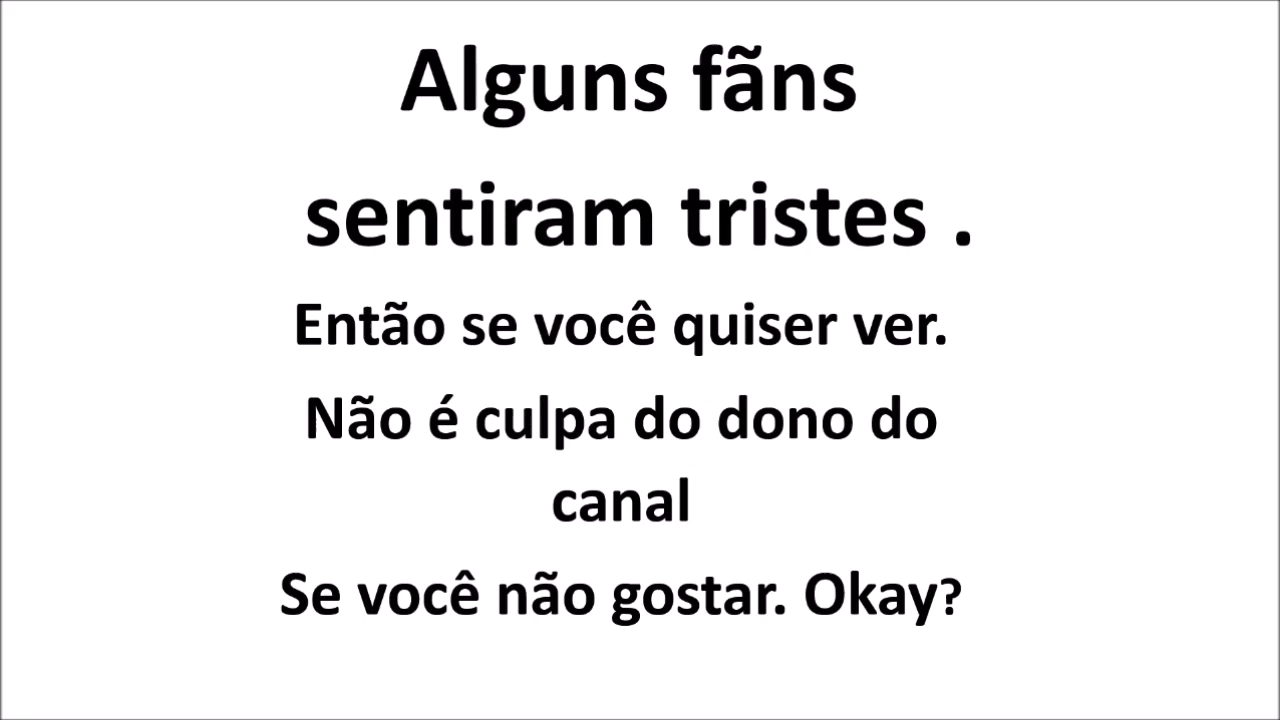 Alguns fãns
sentiram tristes .
Então se você quiser ver.
Não é culpa do dono do
canal
Se você não gostar. Okay?